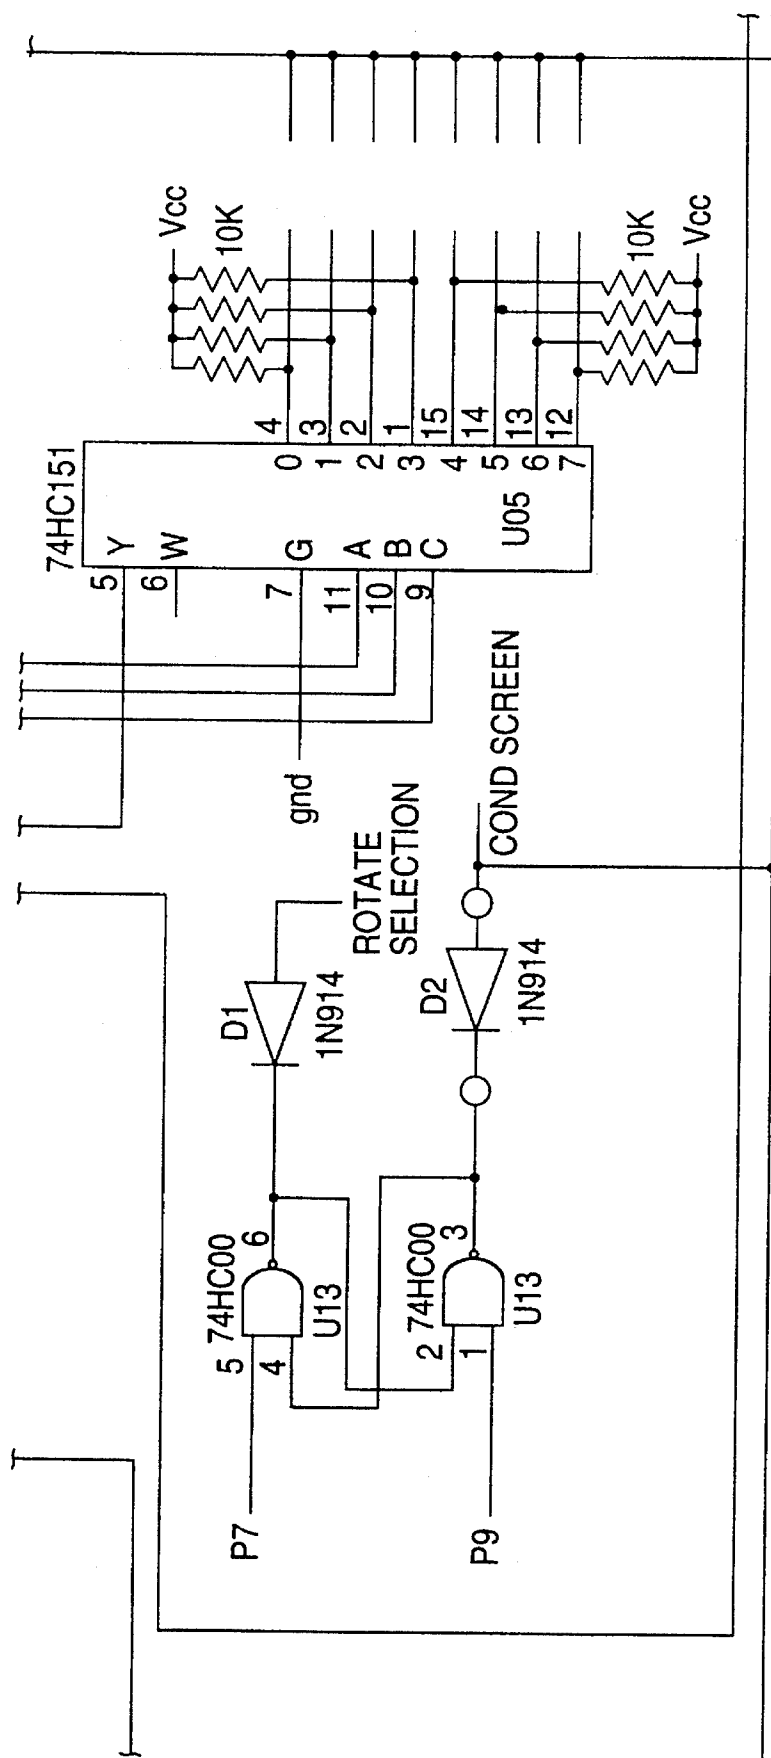 Vcc
10K
10K
Vcc
4
3
2
1
15
14
13
12
74HC151
0
1
2
3
4
5
6
7
Y
W
G
A
B
C
U05
5
6
7
11
10
9
gnd
ROTATE
SELECTION
COND SCREEN
D1
1N914
D2
1N914
74HC00
6
U13
5
4
74HC00
3
U13
2
1
P7
P9